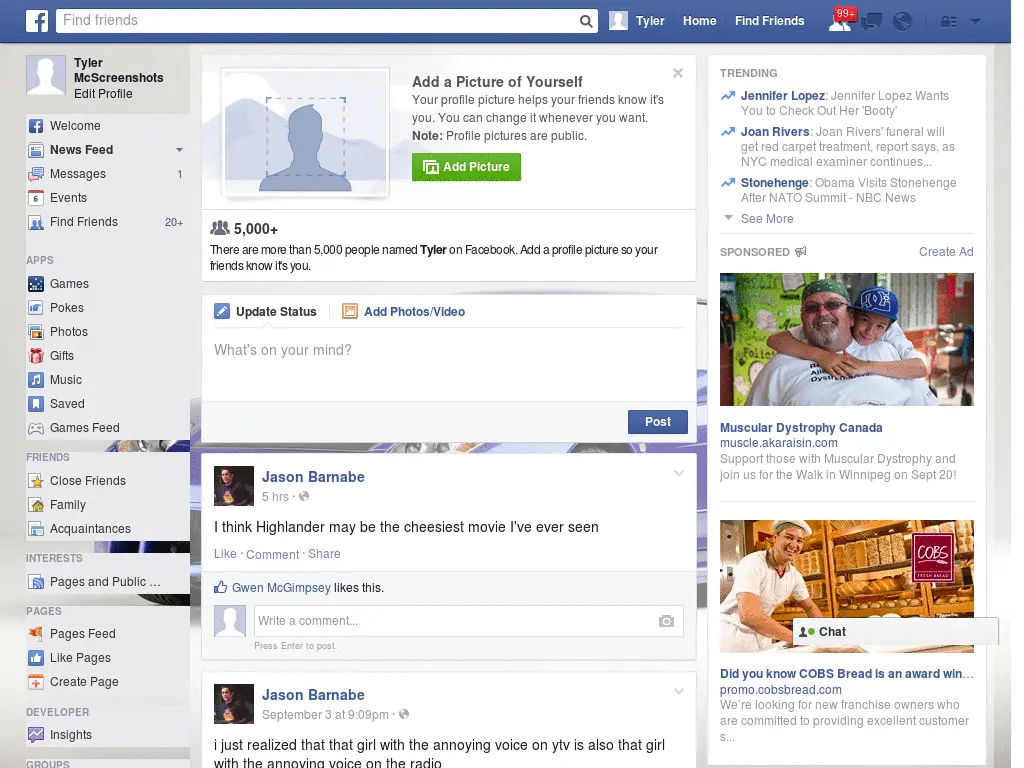 Find friends
Tyler
Home
Find Friends
99+
Tyler
McScreenshots
Edit Profile
Welcome
News Feed
Messages
1
6
Events
Find Friends
20+
APPS
Games
Pokes
Photos
Gifts
Music
Saved
Games Feed
FRIENDS
Close Friends
Family
Acquaintances
INTERESTS
Pages and Public ...
PAGES
Pages Feed
Like Pages
Create Page
DEVELOPER
Insights
GROUPS
Add a Picture of Yourself
Your profile picture helps your friends know it's
you. You can change it whenever you want.
Note: Profile pictures are public.
Add Picture
5,000+
There are more than 5,000 people named Tyler on Facebook. Add a profile picture so your
friends know it's you.
Update Status
Add Photos/Video
What's on your mind?
Post
Jason Barnabe
5 hrs ·
I think Highlander may be the cheesiest movie I've ever seen
Like · Comment · Share
Gwen McGimpsey likes this.
Write a comment...
Press Enter to post.
Jason Barnabe
September 3 at 9:09pm ·
i just realized that that girl with the annoying voice on ytv is also that girl
with the annoying voice on the radio
TRENDING
Jennifer Lopez: Jennifer Lopez Wants
You to Check Out Her 'Booty'
Joan Rivers: Joan Rivers' funeral will
get red carpet treatment, report says, as
NYC medical examiner continues...
Stonehenge: Obama Visits Stonehenge
After NATO Summit - NBC News
See More
SPONSORED
Create Ad
Muscular Dystrophy Canada
muscle.akaraisin.com
Support those with Muscular Dystrophy and
join us for the Walk in Winnipeg on Sept 20!
COBS
FRESH BREAD
Chat
Did you know COBS Bread is an award win...
promo.cobsbread.com
We're looking for new franchise owners who
are committed to providing excellent customer
s...